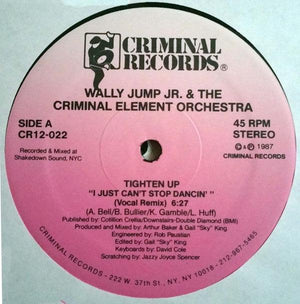 CRIMINAL
RECORDS®
WALLY JUMP JR. & THE
CRIMINAL ELEMENT ORCHESTRA
SIDE A
CR12-022
45 RPM
STEREO
Recorded & Mixed at
Shakedown Sound, NYC
©℗ 1987
CRIMINAL RECORDS
TIGHTEN UP
"I JUST CAN'T STOP DANCIN' "
(Vocal Remix) 6:27
(A. Bell/B. Bullier/K. Gamble/L. Huff)
Published by: Cotillion Crella/Downstairs-Double Diamond (BMI)
Produced and Mixed by: Arthur Baker & Gail "Sky" King
Engineered by: Rob Paustian
Edited by: Gail "Sky" King
Keyboards by: David Cole
Scratching by: Jazzy Joyce Spencer
CRIMINAL RECORDS - 222 W. 37th ST., NY, NY 10018 - 212-967-5465